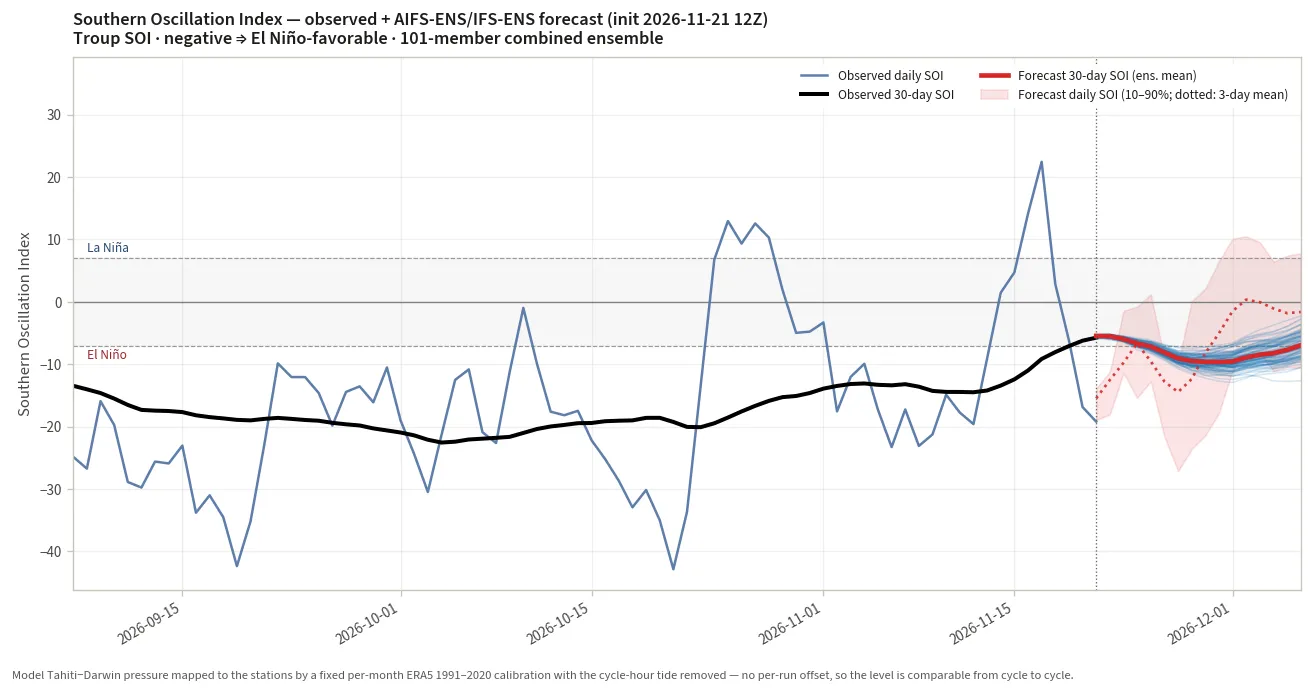 Southern Oscillation Index — observed + AIFS-ENS/IFS-ENS forecast (init 2026-11-21 12Z)
Troup SOI · negative ⇒ El Niño-favorable · 101-member combined ensemble
Observed daily SOI
Observed 30-day SOI
Forecast 30-day SOI (ens. mean)
Forecast daily SOI (10–90%; dotted: 3-day mean)
Southern Oscillation Index
30
20
10
0
−10
−20
−30
−40
La Niña
El Niño
2026-09-15
2026-10-01
2026-10-15
2026-11-01
2026-11-15
2026-12-01
Model Tahiti−Darwin pressure mapped to the stations by a fixed per-month ERA5 1991–2020 calibration with the cycle-hour tide removed — no per-run offset, so the level is comparable from cycle to cycle.